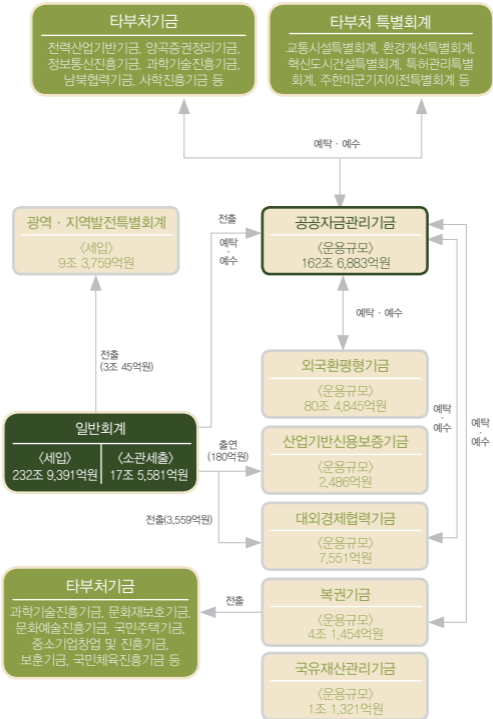 타부처기금
전력산업기반기금, 양곡증권정리기금,
정보통신진흥기금, 과학기술진흥기금,
남북협력기금, 사학진흥기금 등
타부처 특별회계
교통시설특별회계, 환경개선특별회계,
혁신도시건설특별회계, 특허관리특별
회계, 주한미군기지이전특별회계 등
예탁 · 예수
광역 · 지역발전특별회계
〈세입〉
9조 3,759억원
전출
예탁
·
예수
공공자금관리기금
〈운용규모〉
162조 6,883억원
예탁 · 예수
전출
(3조 45억원)
외국환평형기금
〈운용규모〉
80조 4,845억원
예탁
·
예수
예탁
·
예수
일반회계
〈세입〉
232조 9,391억원
〈소관세출〉
17조 5,581억원
출연
(180억원)
산업기반신용보증기금
〈운용규모〉
2,486억원
전출(3,559억원)
대외경제협력기금
〈운용규모〉
7,551억원
타부처기금
과학기술진흥기금, 문화재보호기금,
문화예술진흥기금, 국민주택기금,
중소기업창업 및 진흥기금,
보훈기금, 국민체육진흥기금 등
전출
복권기금
〈운용규모〉
4조 1,454억원
국유재산관리기금
〈운용규모〉
1조 1,321억원